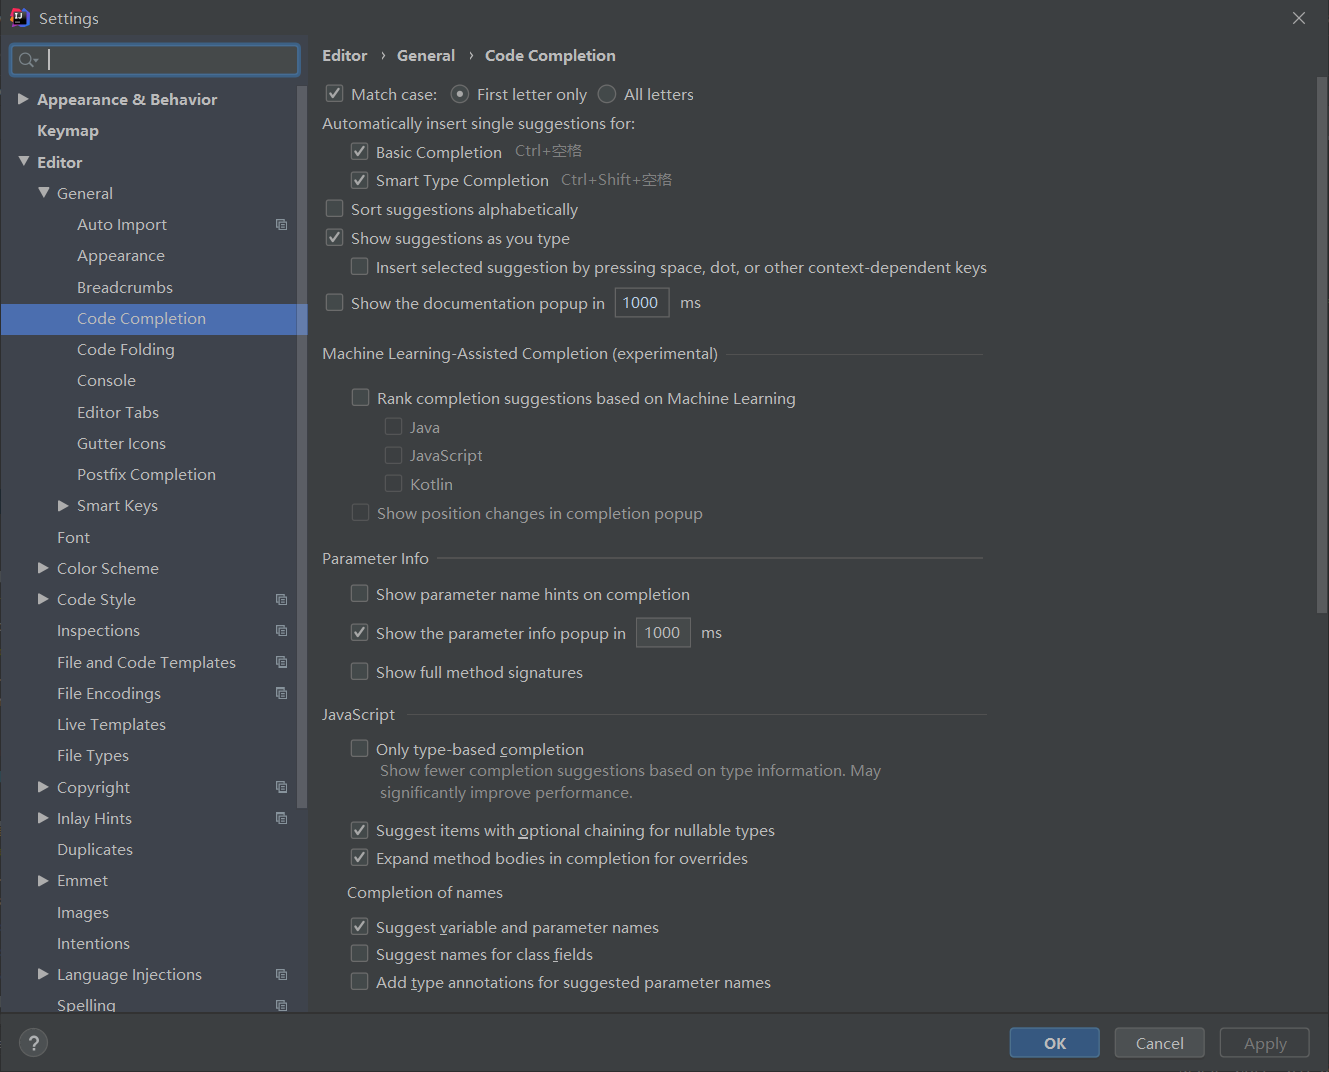 Settings
Appearance & Behavior
Keymap
Editor
General
Auto Import
Appearance
Breadcrumbs
Code Completion
Code Folding
Console
Editor Tabs
Gutter Icons
Postfix Completion
Smart Keys
Font
Color Scheme
Code Style
Inspections
File and Code Templates
File Encodings
Live Templates
File Types
Copyright
Inlay Hints
Duplicates
Emmet
Images
Intentions
Language Injections
Spelling
Editor › General › Code Completion
Match case: First letter only All letters
Automatically insert single suggestions for:
Basic Completion Ctrl+空格
Smart Type Completion Ctrl+Shift+空格
Sort suggestions alphabetically
Show suggestions as you type
Insert selected suggestion by pressing space, dot, or other context-dependent keys
Show the documentation popup in 1000 ms
Machine Learning-Assisted Completion (experimental)
Rank completion suggestions based on Machine Learning
Java
JavaScript
Kotlin
Show position changes in completion popup
Parameter Info
Show parameter name hints on completion
Show the parameter info popup in 1000 ms
Show full method signatures
JavaScript
Only type-based completion
Show fewer completion suggestions based on type information. May
significantly improve performance.
Suggest items with optional chaining for nullable types
Expand method bodies in completion for overrides
Completion of names
Suggest variable and parameter names
Suggest names for class fields
Add type annotations for suggested parameter names
? OK Cancel Apply